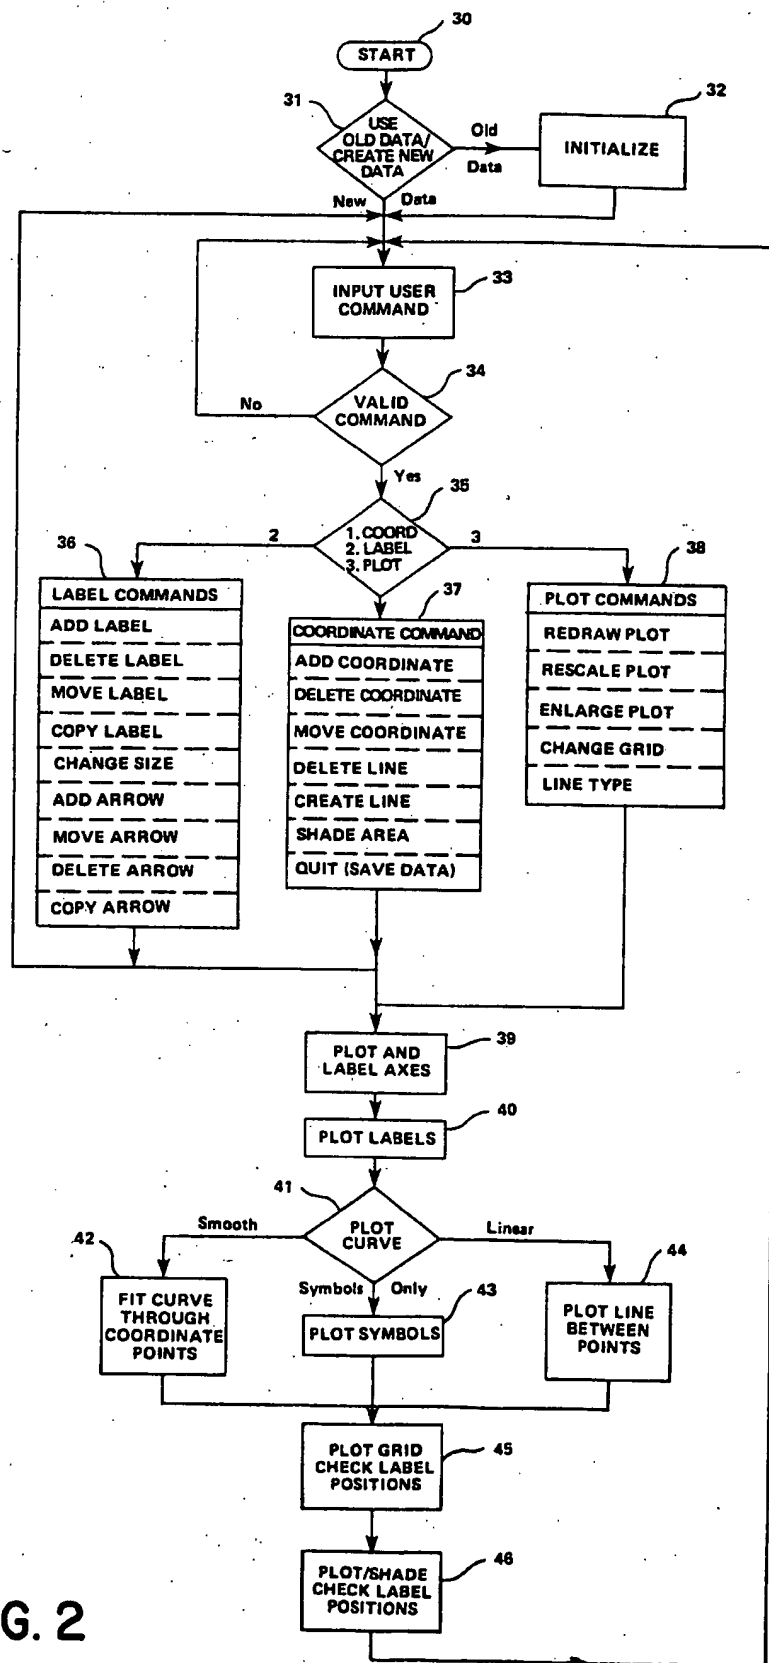 30
START
31
USE
OLD DATA/
CREATE NEW
DATA
Old
Data
32
INITIALIZE
New Data
INPUT USER
COMMAND
33
34
VALID
COMMAND
No
Yes
35
1. COORD
2. LABEL
3. PLOT
2
3
36
LABEL COMMANDS
ADD LABEL
DELETE LABEL
MOVE LABEL
COPY LABEL
CHANGE SIZE
ADD ARROW
MOVE ARROW
DELETE ARROW
COPY ARROW
37
COORDINATE COMMAND
ADD COORDINATE
DELETE COORDINATE
MOVE COORDINATE
DELETE LINE
CREATE LINE
SHADE AREA
QUIT (SAVE DATA)
38
PLOT COMMANDS
REDRAW PLOT
RESCALE PLOT
ENLARGE PLOT
CHANGE GRID
LINE TYPE
39
PLOT AND
LABEL AXES
40
PLOT LABELS
41
PLOT
CURVE
Smooth
Linear
Symbols Only
42
FIT CURVE
THROUGH
COORDINATE
POINTS
43
PLOT SYMBOLS
44
PLOT LINE
BETWEEN
POINTS
45
PLOT GRID
CHECK LABEL
POSITIONS
46
PLOT/SHADE
CHECK LABEL
POSITIONS
G. 2